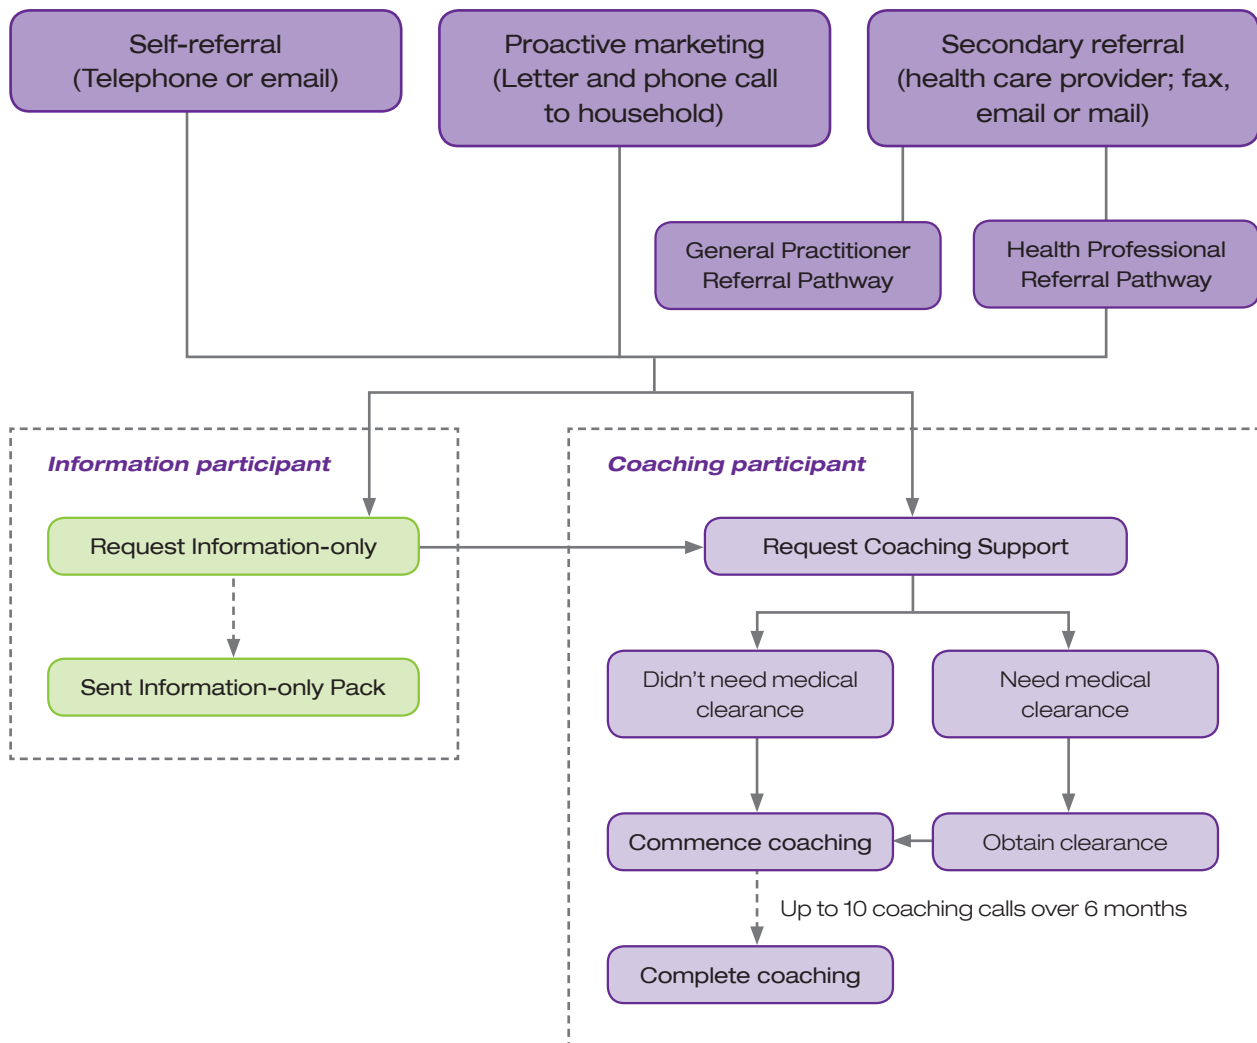 Self-referral
(Telephone or email)
Proactive marketing
(Letter and phone call
to household)
Secondary referral
(health care provider; fax,
email or mail)
General Practitioner
Referral Pathway
Health Professional
Referral Pathway
Information participant
Request Information-only
Sent Information-only Pack
Coaching participant
Request Coaching Support
Didn’t need medical
clearance
Need medical
clearance
Commence coaching
Obtain clearance
Up to 10 coaching calls over 6 months
Complete coaching